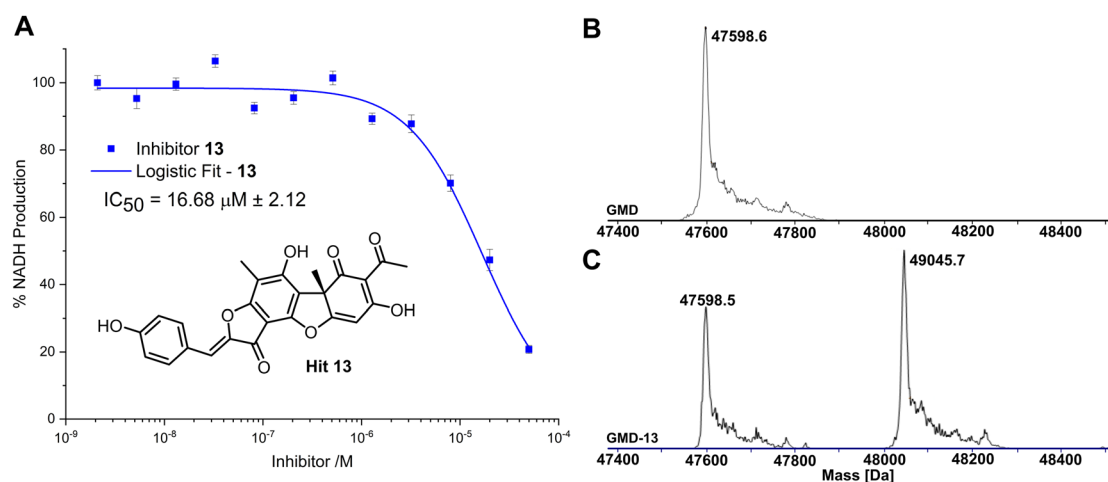 A
% NADH Production
100
80
60
40
20
0
Inhibitor 13
Logistic Fit - 13
IC50 = 16.68 μM ± 2.12
OH
O
O
O
OH
O
HO
O
Hit 13
10-9
10-8
10-7
10-6
10-5
10-4
Inhibitor /M
B
47598.6
GMD
47400
47600
47800
48000
48200
48400
C
47598.5
49045.7
GMD-13
47400
47600
47800
48000
48200
48400
Mass [Da]